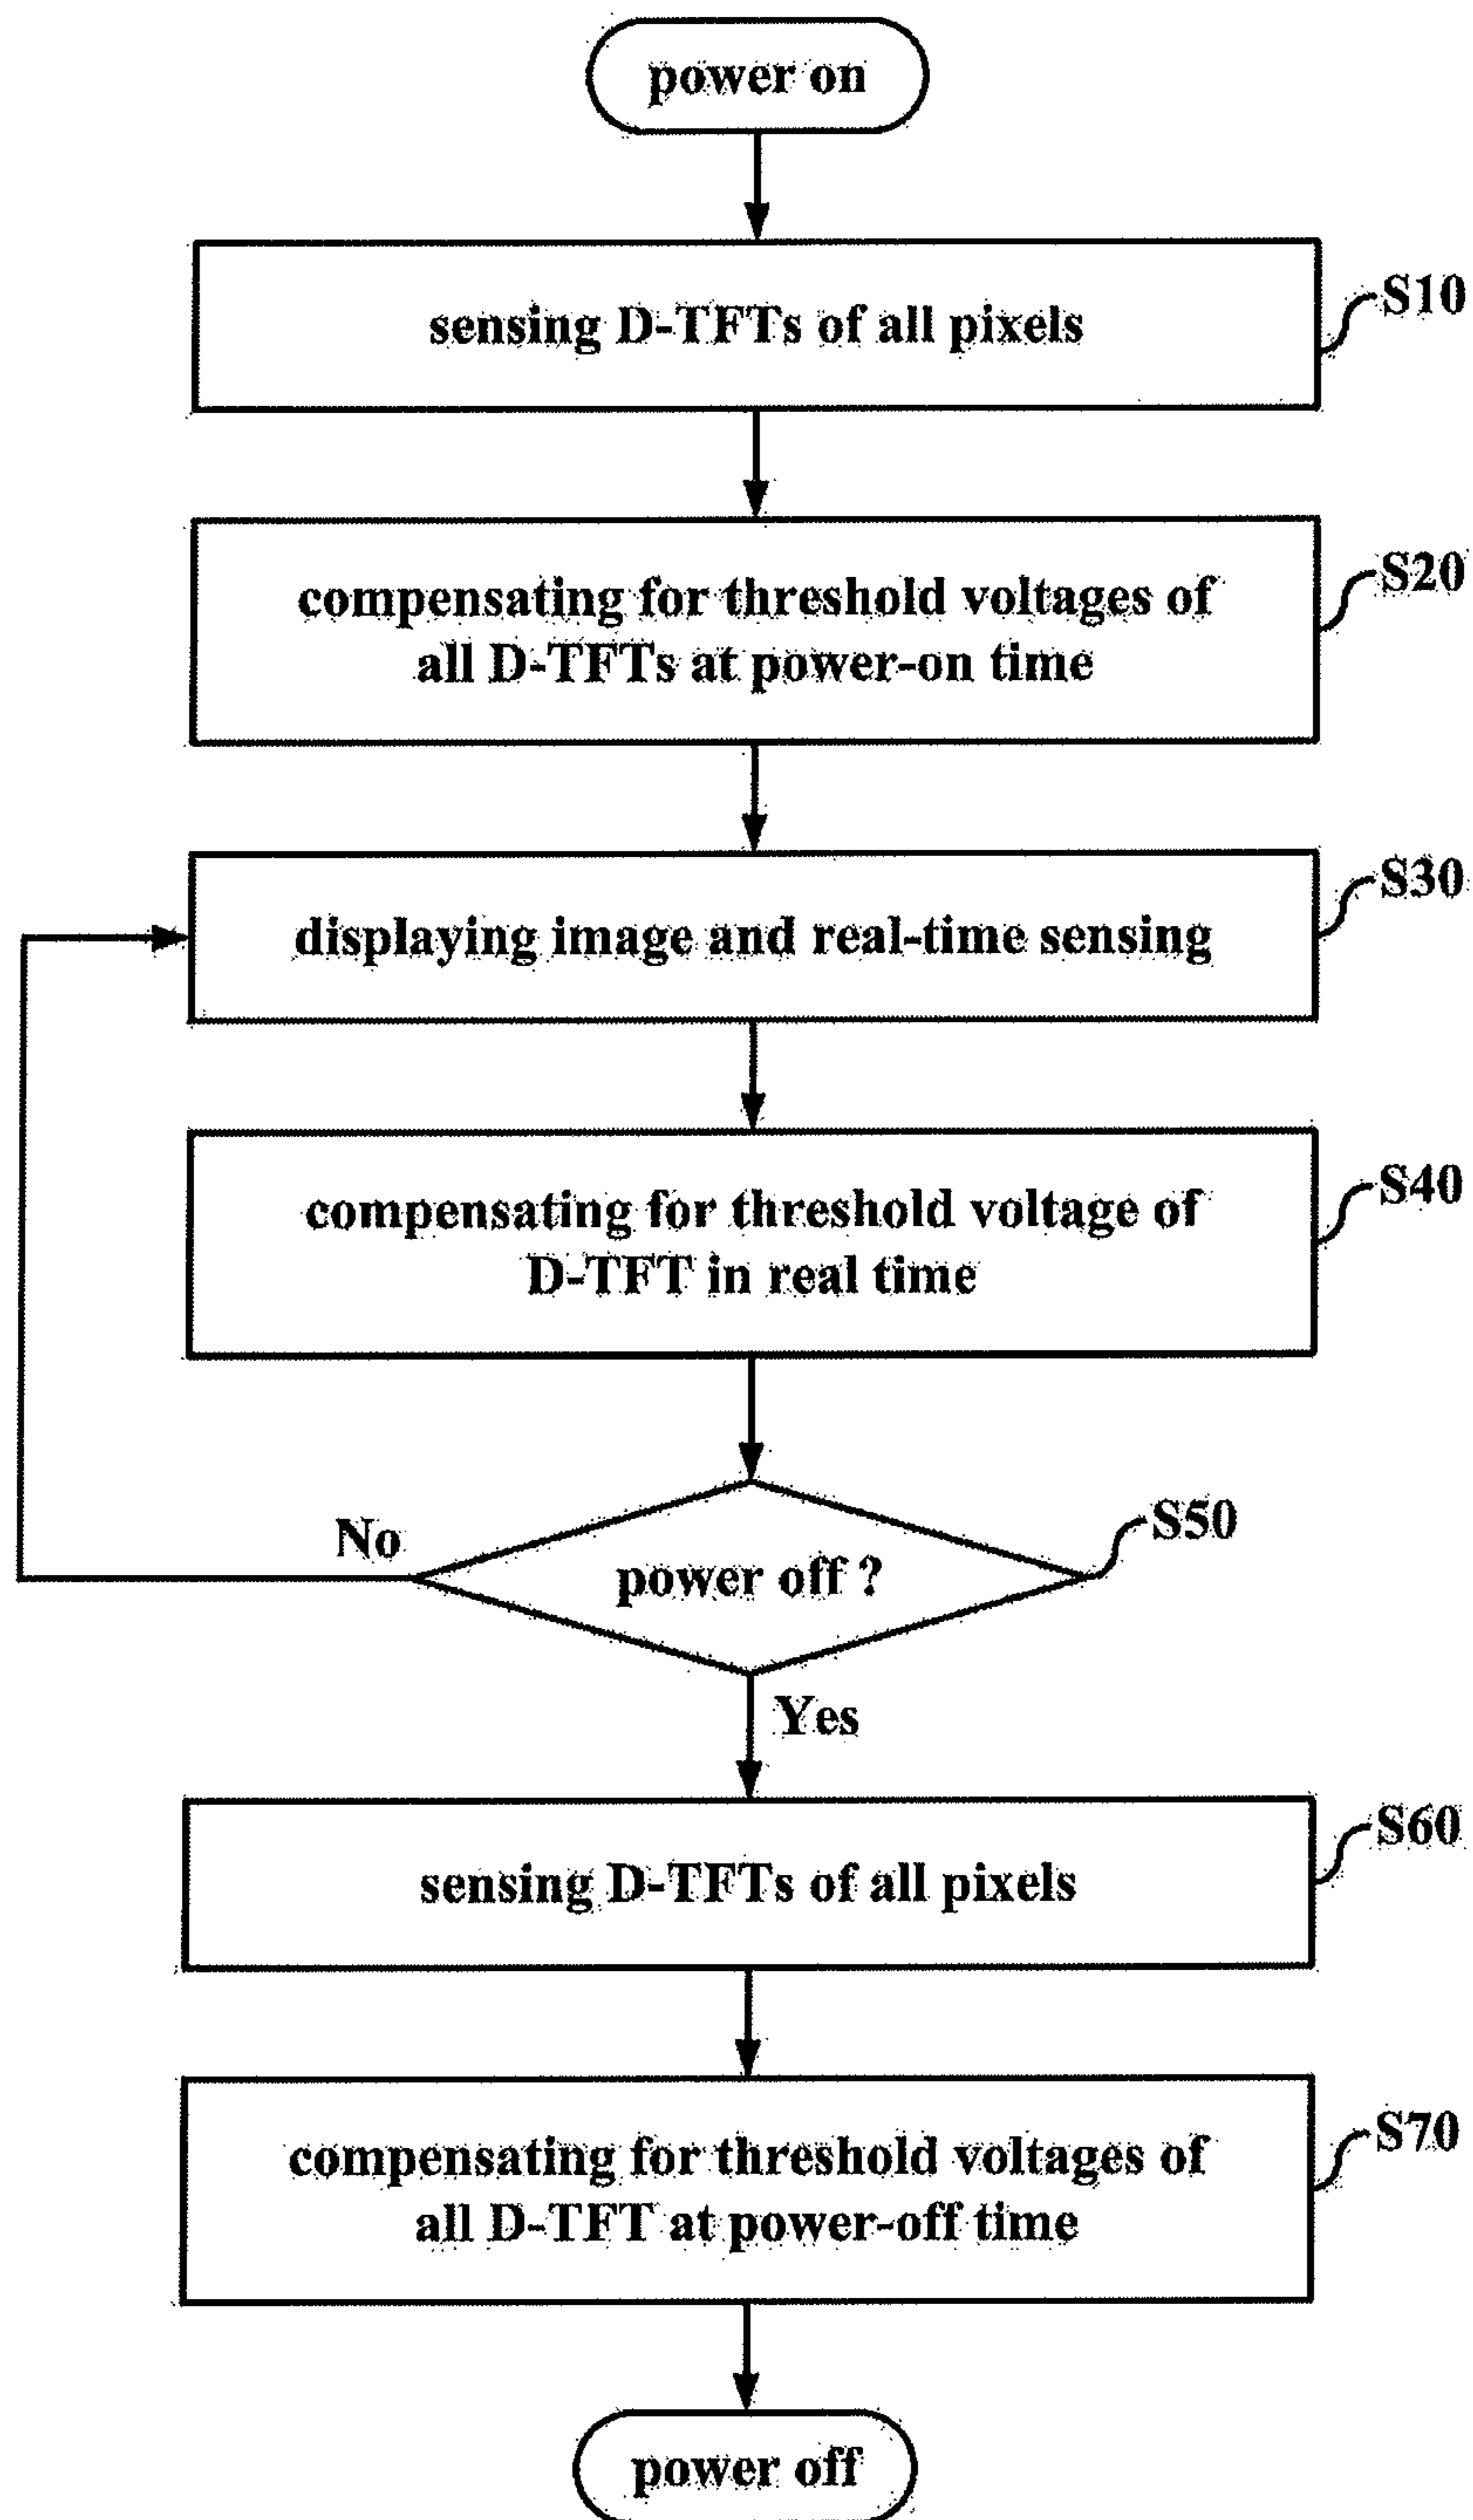 power on
sensing D-TFTs of all pixels
S10
compensating for threshold voltages of
all D-TFTs at power-on time
S20
displaying image and real-time sensing
S30
compensating for threshold voltage of
D-TFT in real time
S40
power off ?
S50
No
Yes
sensing D-TFTs of all pixels
S60
compensating for threshold voltages of
all D-TFT at power-off time
S70
power off